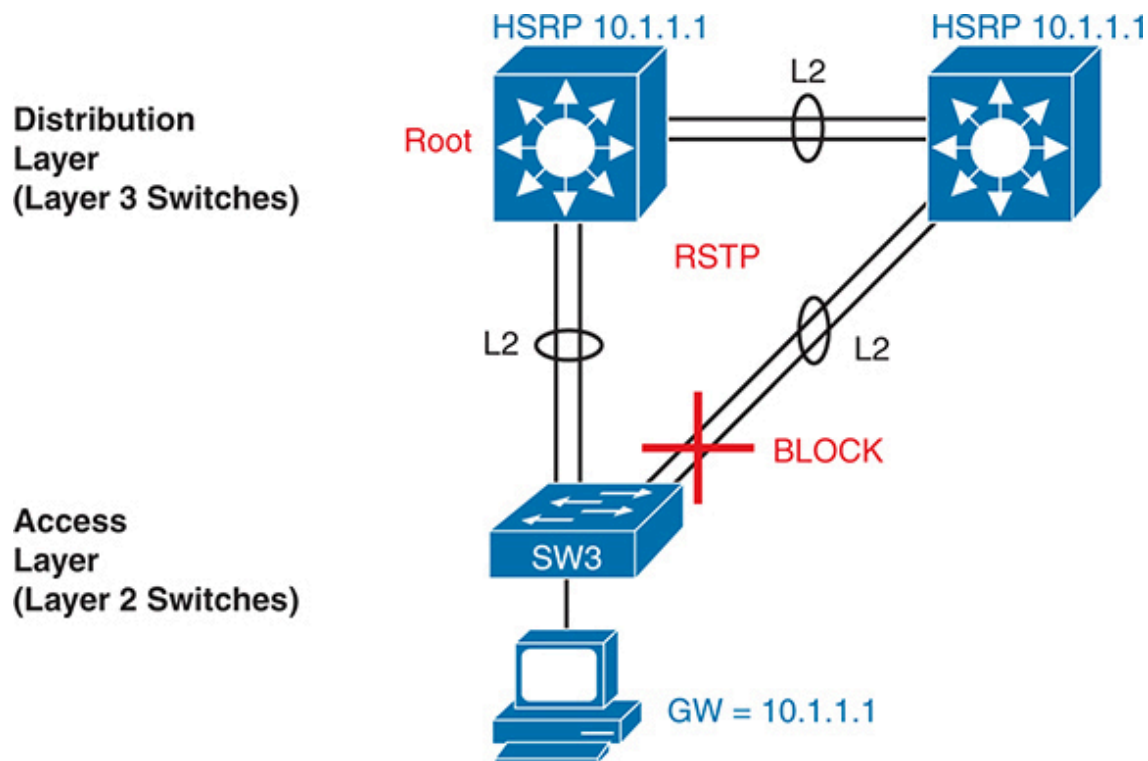 HSRP 10.1.1.1
HSRP 10.1.1.1
L2
Distribution
Layer
(Layer 3 Switches)
Root
RSTP
L2
L2
BLOCK
Access
Layer
(Layer 2 Switches)
SW3
GW = 10.1.1.1